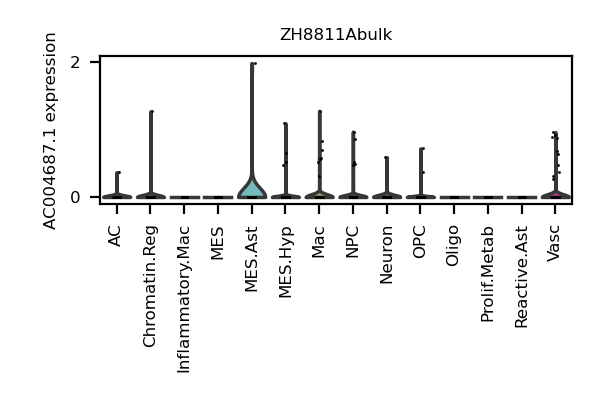 ZH8811Abulk
AC004687.1 expression
2
0
AC
Chromatin.Reg
Inflammatory.Mac
MES
MES.Ast
MES.Hyp
Mac
NPC
Neuron
OPC
Oligo
Prolif.Metab
Reactive.Ast
Vasc